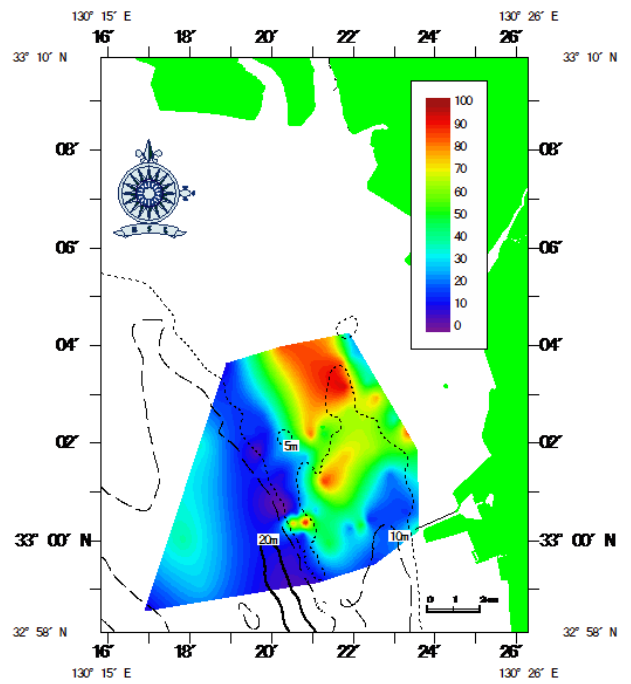 130 15′ E 130 26′ E
16′ 18′ 20′ 22′ 24′ 26′
33 10′ N 33 10′ N
100
90
80
70
60
50
40
30
20
10
0
08′ 08′
06′ 06′
04′ 04′
02′ 02′
5m
33 00′ N 20m 10m 00′ N
0 1 2km
32 58′ N 32 58′ N
16′ 18′ 20′ 22′ 24′ 26′
130 15′ E 130 26′ E